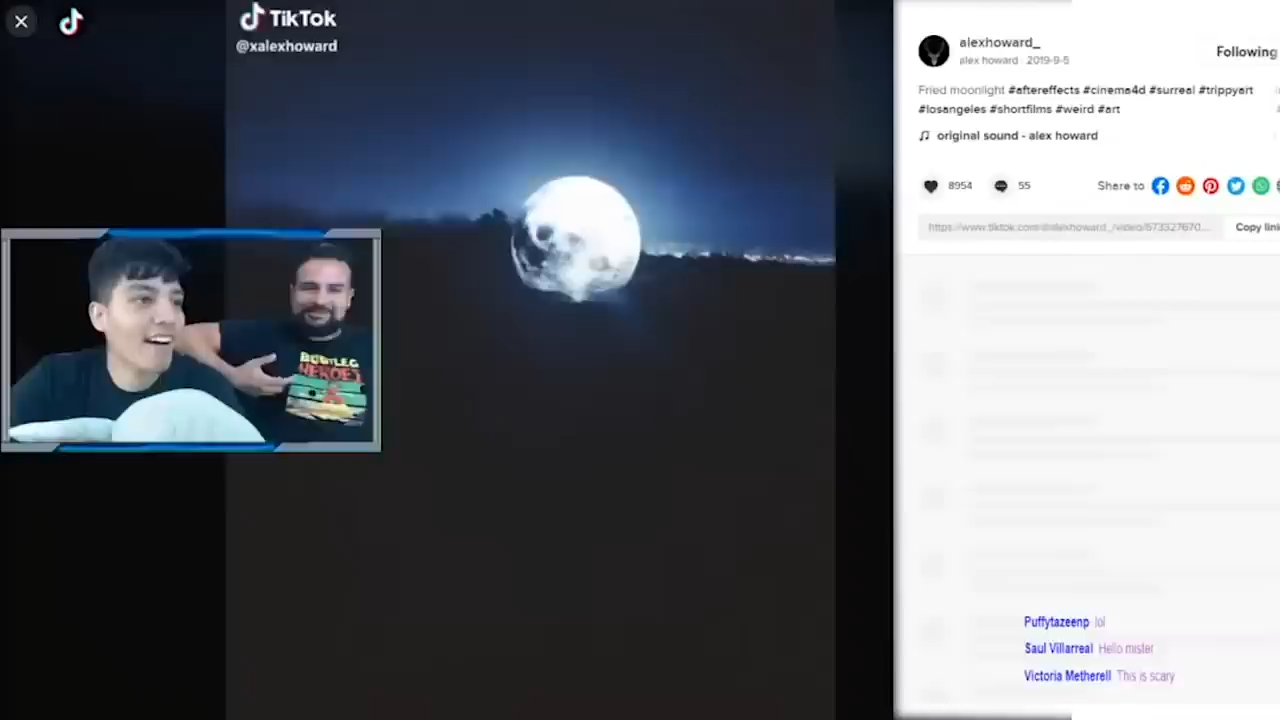 TikTok
@xalexhoward
BOOTLEG
HEROES
alexhoward_
alex howard 2019-9-5
Following
Fried moonlight #aftereffects #cinema4d #surreal #trippyart
#losangeles #shortfilms #weird #art
original sound - alex howard
8954
55
Share to
Copy link
Puffytazeenp lol
Saul Villarreal Hello mister
Victoria Metherell This is scary